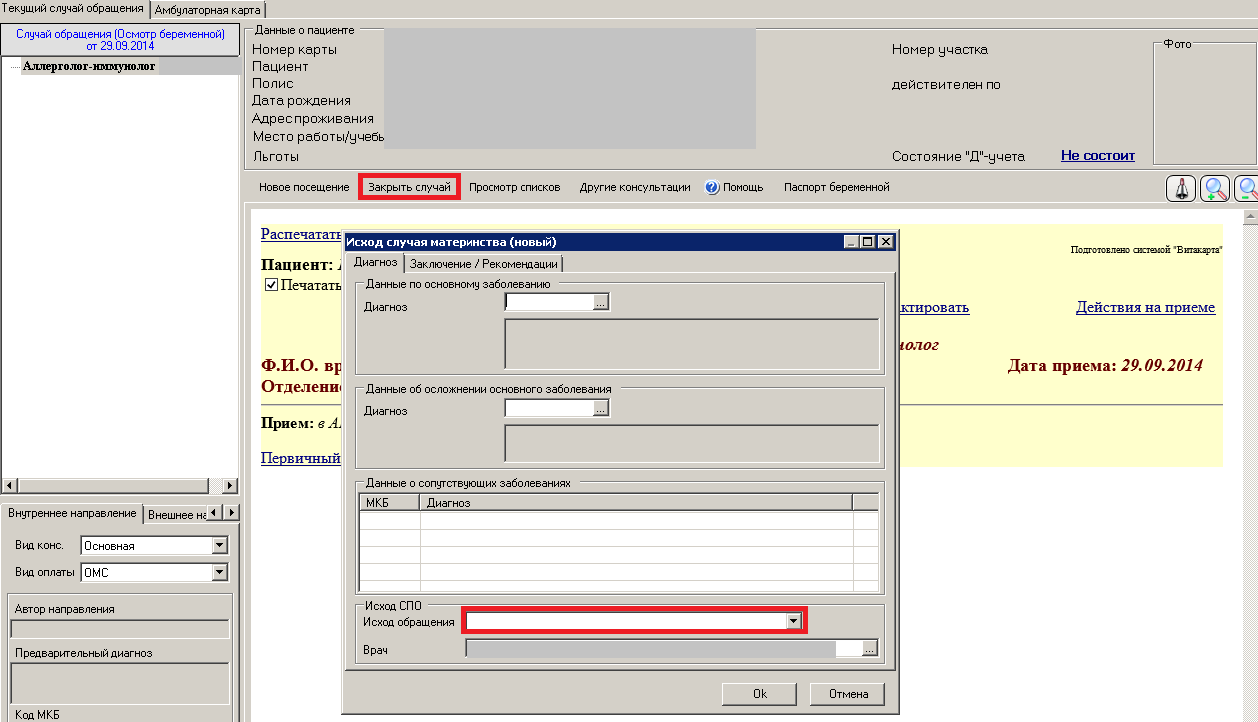 Текущий случай обращения
Амбулаторная карта
Случай обращения (Осмотр беременной)
от 29.09.2014
Аллерголог-иммунолог
Данные о пациенте
Номер карты
Пациент
Полис
Дата рождения
Адрес проживания
Место работы/учебы
Льготы
Номер участка
действителен по
Состояние "Д"-учета Не состоит
Фото
Новое посещение
Закрыть случай
Просмотр списков
Другие консультации
Помощь
Паспорт беременной
Распечатать
Подготовлено системой "Витакарта"
Пациент:
Печатать
ктировать
Действия на приеме
нолог
Ф.И.О. вр
Дата приема: 29.09.2014
Отделение
Прием: в А
Первичный
Исход случая материнства (новый)
Диагноз
Заключение / Рекомендации
Данные по основному заболеванию
Диагноз
...
Данные об осложнении основного заболевания
Диагноз
...
Данные о сопутствующих заболеваниях
МКБ Диагноз
Исход СПО
Исход обращения
Врач
...
Ok
Отмена
Внутреннее направление
Внешнее на
Вид конс. Основная
Вид оплаты ОМС
Автор направления
Предварительный диагноз
Код МКБ